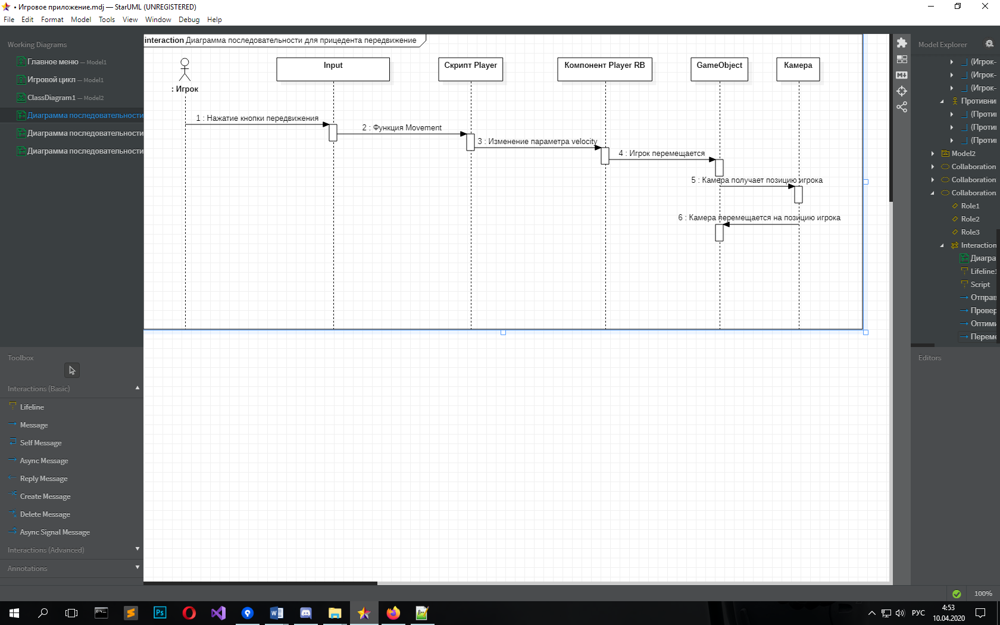 • Игровое приложение.mdj — StarUML (UNREGISTERED)
File Edit Format Model Tools View Window Debug Help
Working Diagrams
Главное меню — Model1
Игровой цикл — Model1
ClassDiagram1 — Model2
Диаграмма последовательности
Диаграмма последовательности
Диаграмма последовательности
Toolbox
Interactions (Basic)
Lifeline
Message
Self Message
Async Message
Reply Message
Create Message
Delete Message
Async Signal Message
Interactions (Advanced)
Annotations
interaction Диаграмма последовательности для прицедента передвижение
: Игрок
Input
Скрипт Player
Компонент Player RB
GameObject
Камера
1 : Нажатие кнопки передвижения
2 : Функция Movement
3 : Изменение параметра velocity
4 : Игрок перемещается
5 : Камера получает позицию игрока
6 : Камера перемещается на позицию игрока
Model Explorer
(Игрок–
(Игрок–
(Игрок–
Противни
(Проти
(Проти
(Проти
Model2
Collaboration
Collaboration
Collaboration
Role1
Role2
Role3
Interaction
Диагра
Lifeline1
Script
Отправ
Провер
Оптими
Переме
Editors
100%
Ps
РУС
4:53
10.04.2020